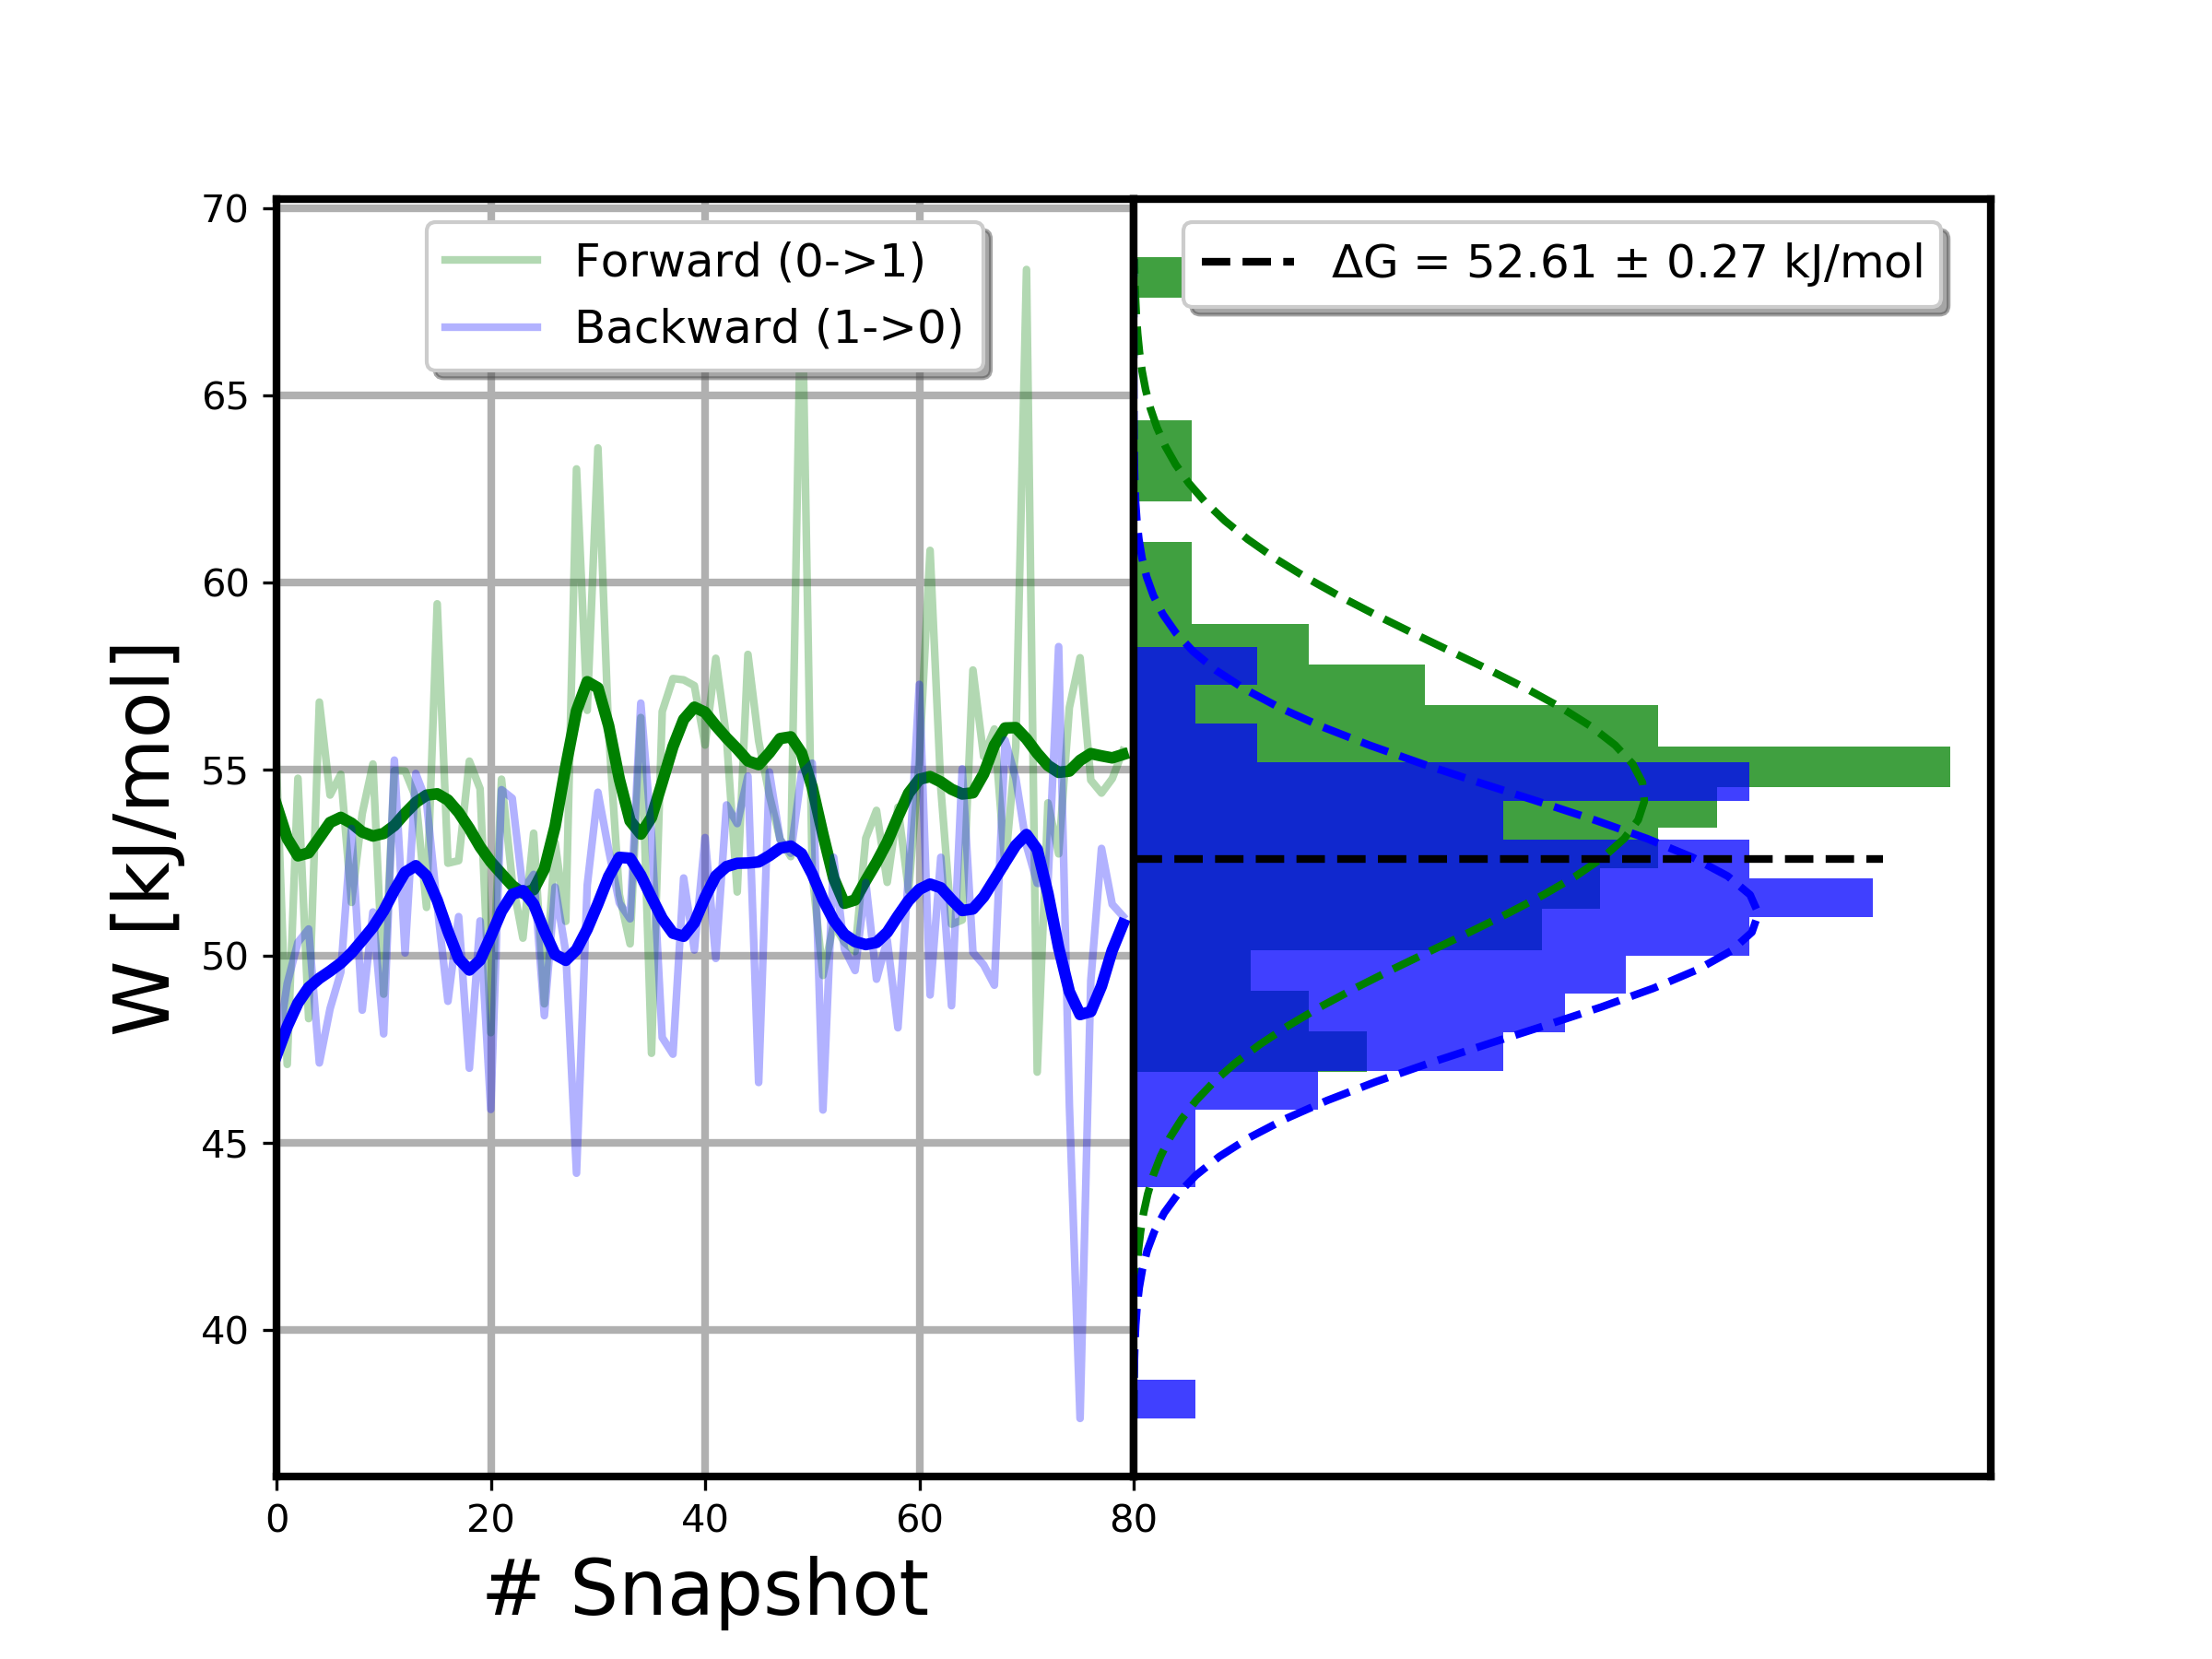 70
65
60
55
50
45
40
W [kJ/mol]
Forward (0->1)
Backward (1->0)
ΔG = 52.61 ± 0.27 kJ/mol
0
20
40
60
80
# Snapshot